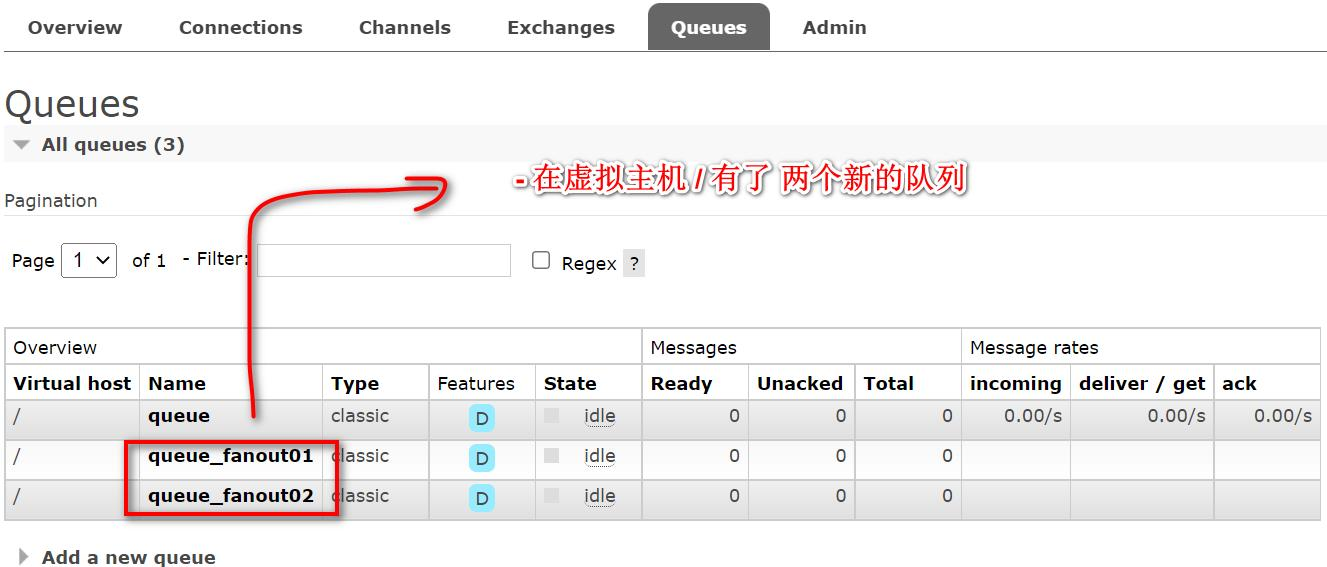 Overview Connections Channels Exchanges Queues Admin
Queues
All queues (3)
- 在虚拟主机 / 有了 两个新的队列
Pagination
Page 1 of 1 - Filter: Regex ?
Overview Messages Message rates
Virtual host Name Type Features State Ready Unacked Total incoming deliver / get ack
/ queue classic D idle 0 0 0 0.00/s 0.00/s 0.00/s
/ queue_fanout01 classic D idle 0 0 0
/ queue_fanout02 classic D idle 0 0 0
Add a new queue